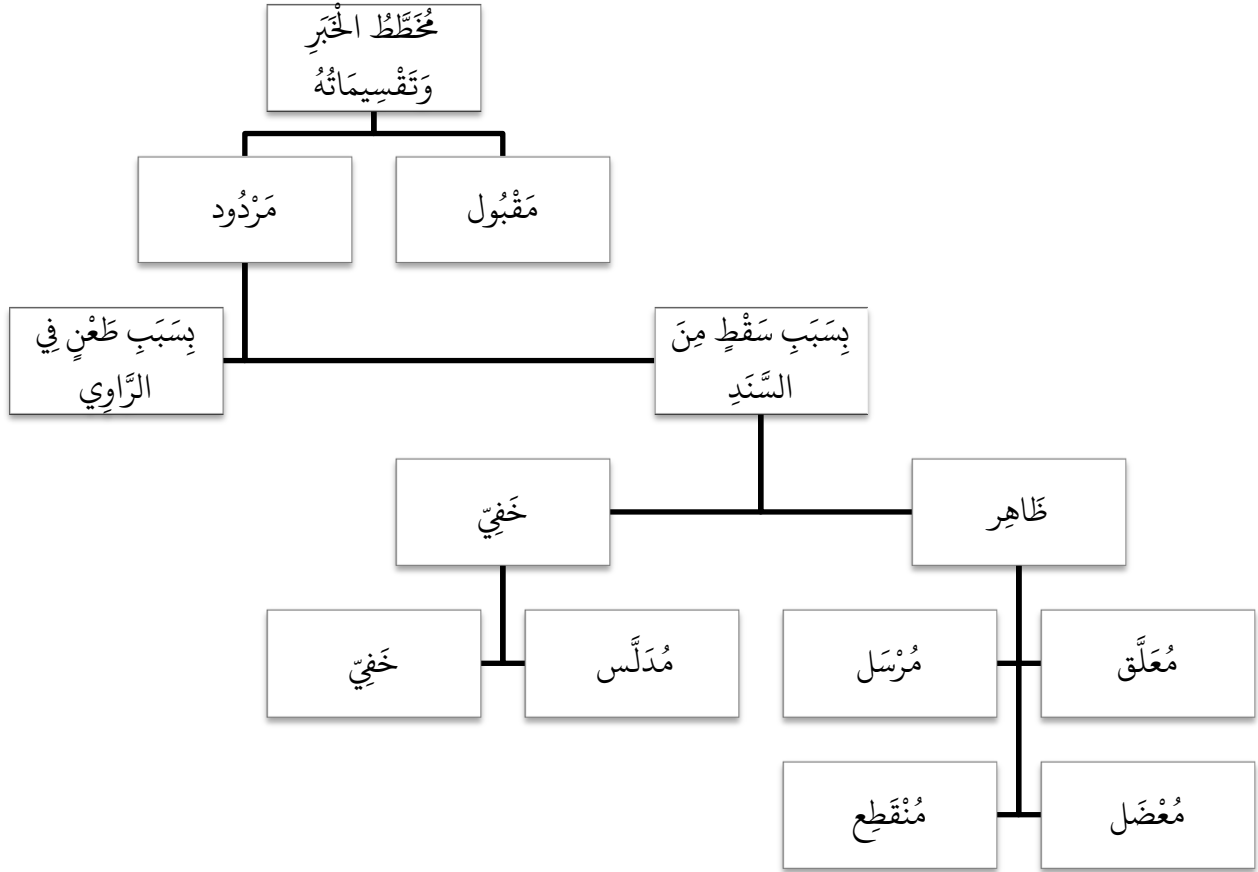 مُخَطَّطُ الْخَبَرِ
وَتَقْسِيمَاتُهُ
مَقْبُول
مَرْدُود
بِسَبَبِ سَقْطٍ مِنَ
السَّنَدِ
بِسَبَبِ طَعْنٍ فِي
الرَّاوِي
ظَاهِر
خَفِيّ
مُعَلَّق
مُرْسَل
مُدَلَّس
خَفِيّ
مُعْضَل
مُنْقَطِع